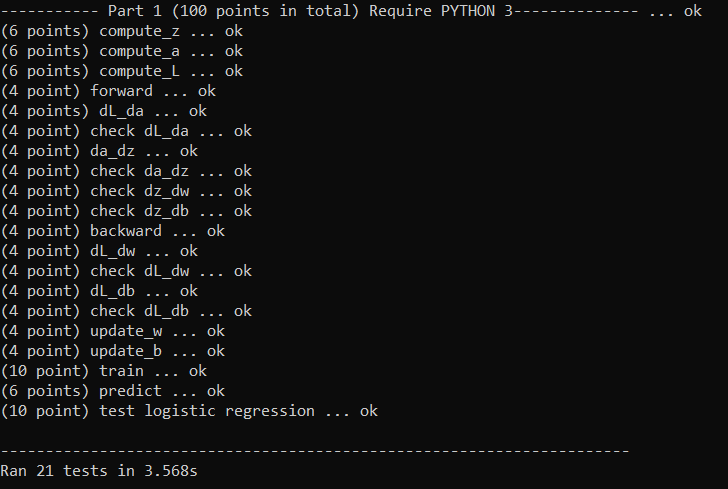 ----------- Part 1 (100 points in total) Require PYTHON 3-------------- ... ok
(6 points) compute_z ... ok
(6 points) compute_a ... ok
(6 points) compute_L ... ok
(4 point) forward ... ok
(4 points) dL_da ... ok
(4 point) check dL_da ... ok
(4 point) da_dz ... ok
(4 point) check da_dz ... ok
(4 point) check dz_dw ... ok
(4 point) check dz_db ... ok
(4 point) backward ... ok
(4 point) dL_dw ... ok
(4 point) check dL_dw ... ok
(4 point) dL_db ... ok
(4 point) check dL_db ... ok
(4 point) update_w ... ok
(4 point) update_b ... ok
(10 point) train ... ok
(6 points) predict ... ok
(10 point) test logistic regression ... ok
----------------------------------------------------------------------
Ran 21 tests in 3.568s